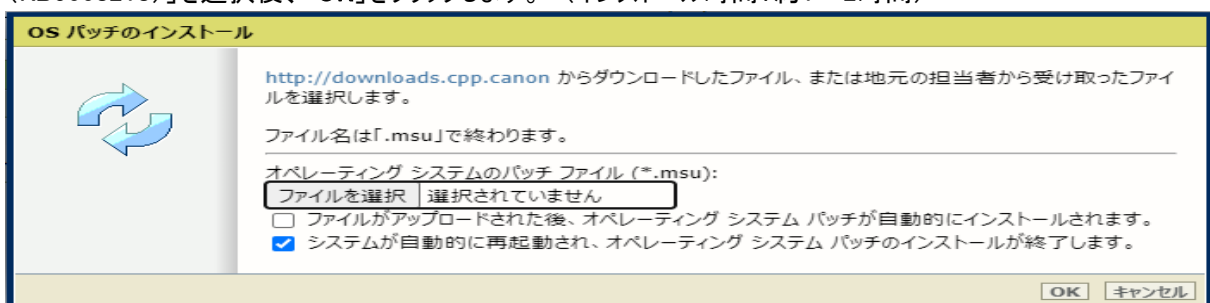 OS パッチのインストール
http://downloads.cpp.canon からダウンロードしたファイル、または地元の担当者から受け取ったファイ
ルを選択します。
ファイル名は「.msu」で終わります。
オペレーティング システムのパッチ ファイル (*.msu):
ファイルを選択 選択されていません
ファイルがアップロードされた後、オペレーティング システム パッチが自動的にインストールされます。
システムが自動的に再起動され、オペレーティング システム パッチのインストールが終了します。
OK キャンセル